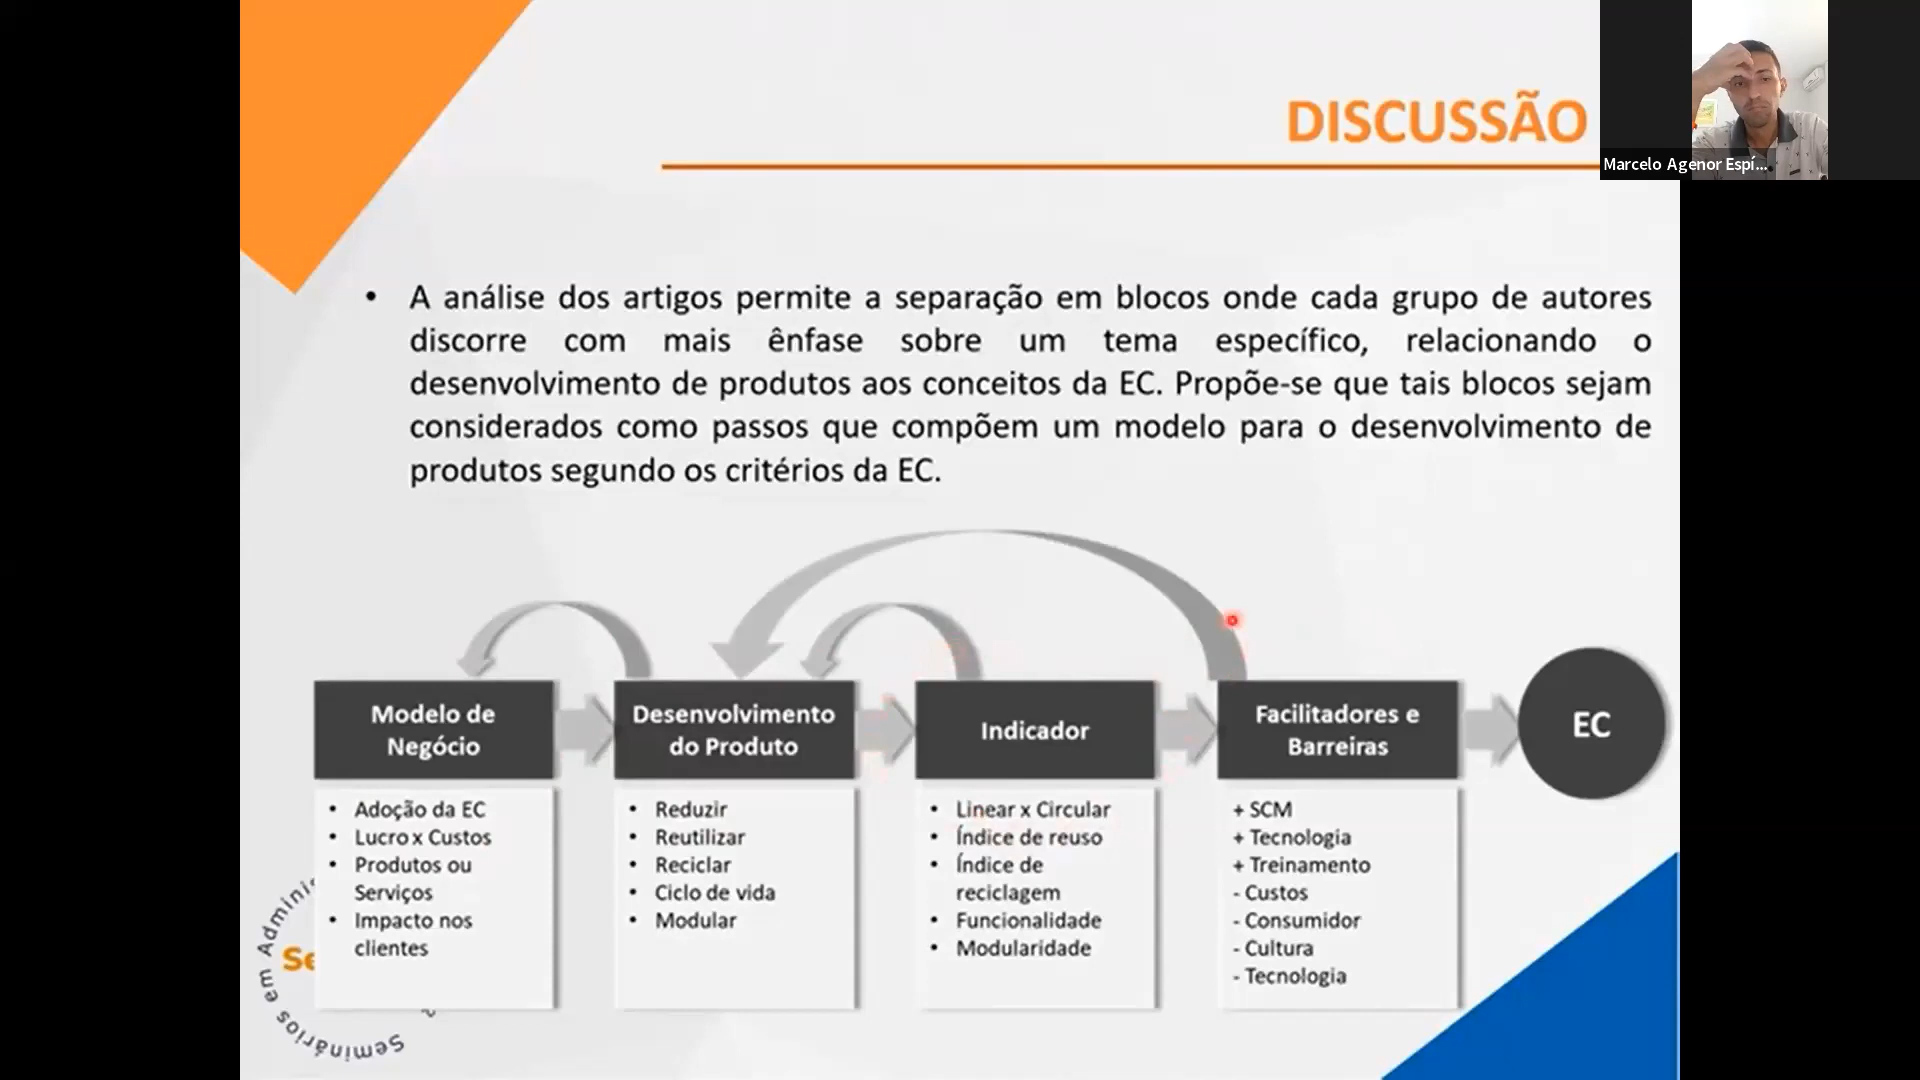 DISCUSSÃO
Marcelo Agenor Espí...
• A análise dos artigos permite a separação em blocos onde cada grupo de autores
discorre com mais ênfase sobre um tema específico, relacionando o
desenvolvimento de produtos aos conceitos da EC. Propõe-se que tais blocos sejam
considerados como passos que compõem um modelo para o desenvolvimento de
produtos segundo os critérios da EC.
Modelo de
Negócio
• Adoção da EC
• Lucro x Custos
• Produtos ou
Serviços
• Impacto nos
clientes
Desenvolvimento
do Produto
• Reduzir
• Reutilizar
• Reciclar
• Ciclo de vida
• Modular
Indicador
• Linear x Circular
• Índice de reuso
• Índice de
reciclagem
• Funcionalidade
• Modularidade
Facilitadores e
Barreiras
+ SCM
+ Tecnologia
+ Treinamento
- Custos
- Consumidor
- Cultura
- Tecnologia
EC
Seminários em